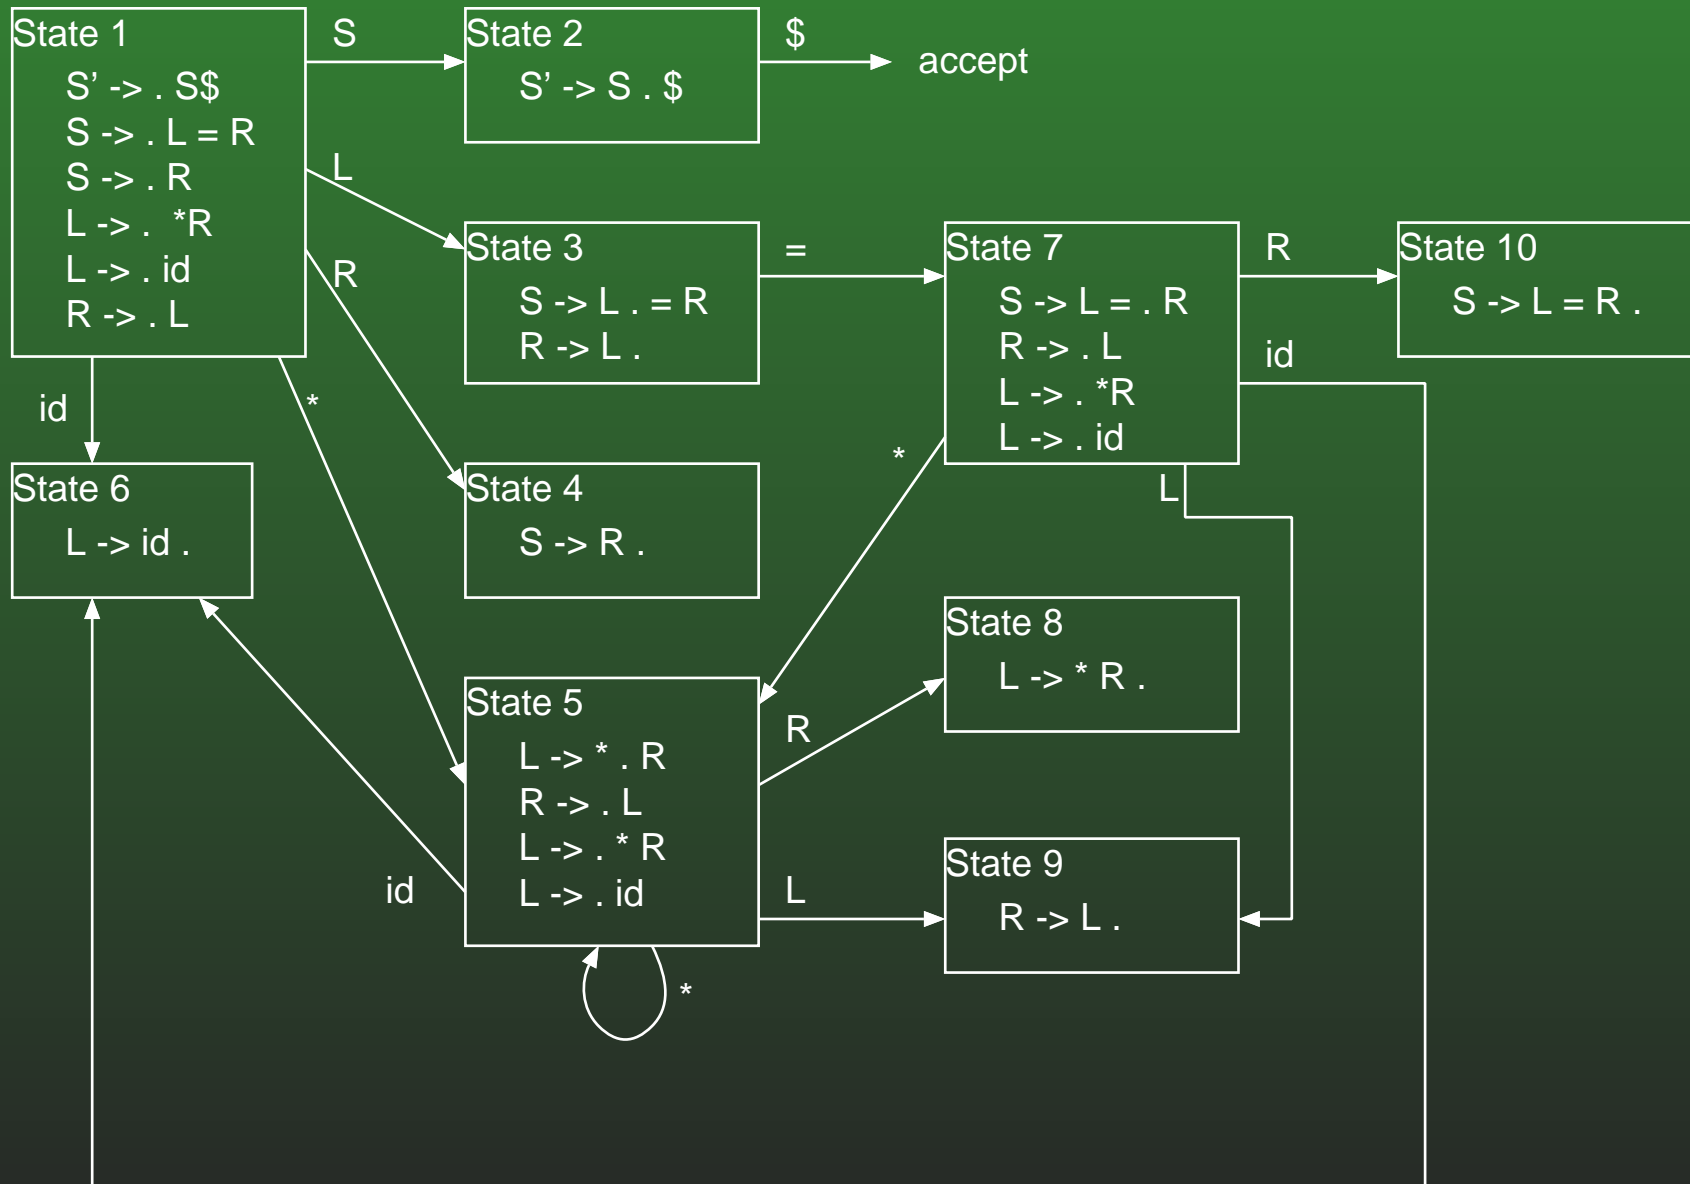 State 1
S’ -> . S$
S -> . L = R
S -> . R
L -> . *R
L -> . id
R -> . L
S
State 2
S’ -> S . $
$
accept
L
R
State 3
S -> L . = R
R -> L .
=
State 7
S -> L = . R
R -> . L
L -> . *R
L -> . id
R
State 10
S -> L = R .
id
id
*
*
L
State 6
L -> id .
State 4
S -> R .
State 8
L -> * R .
State 5
L -> * . R
R -> . L
L -> . * R
L -> . id
R
id
L
State 9
R -> L .
*